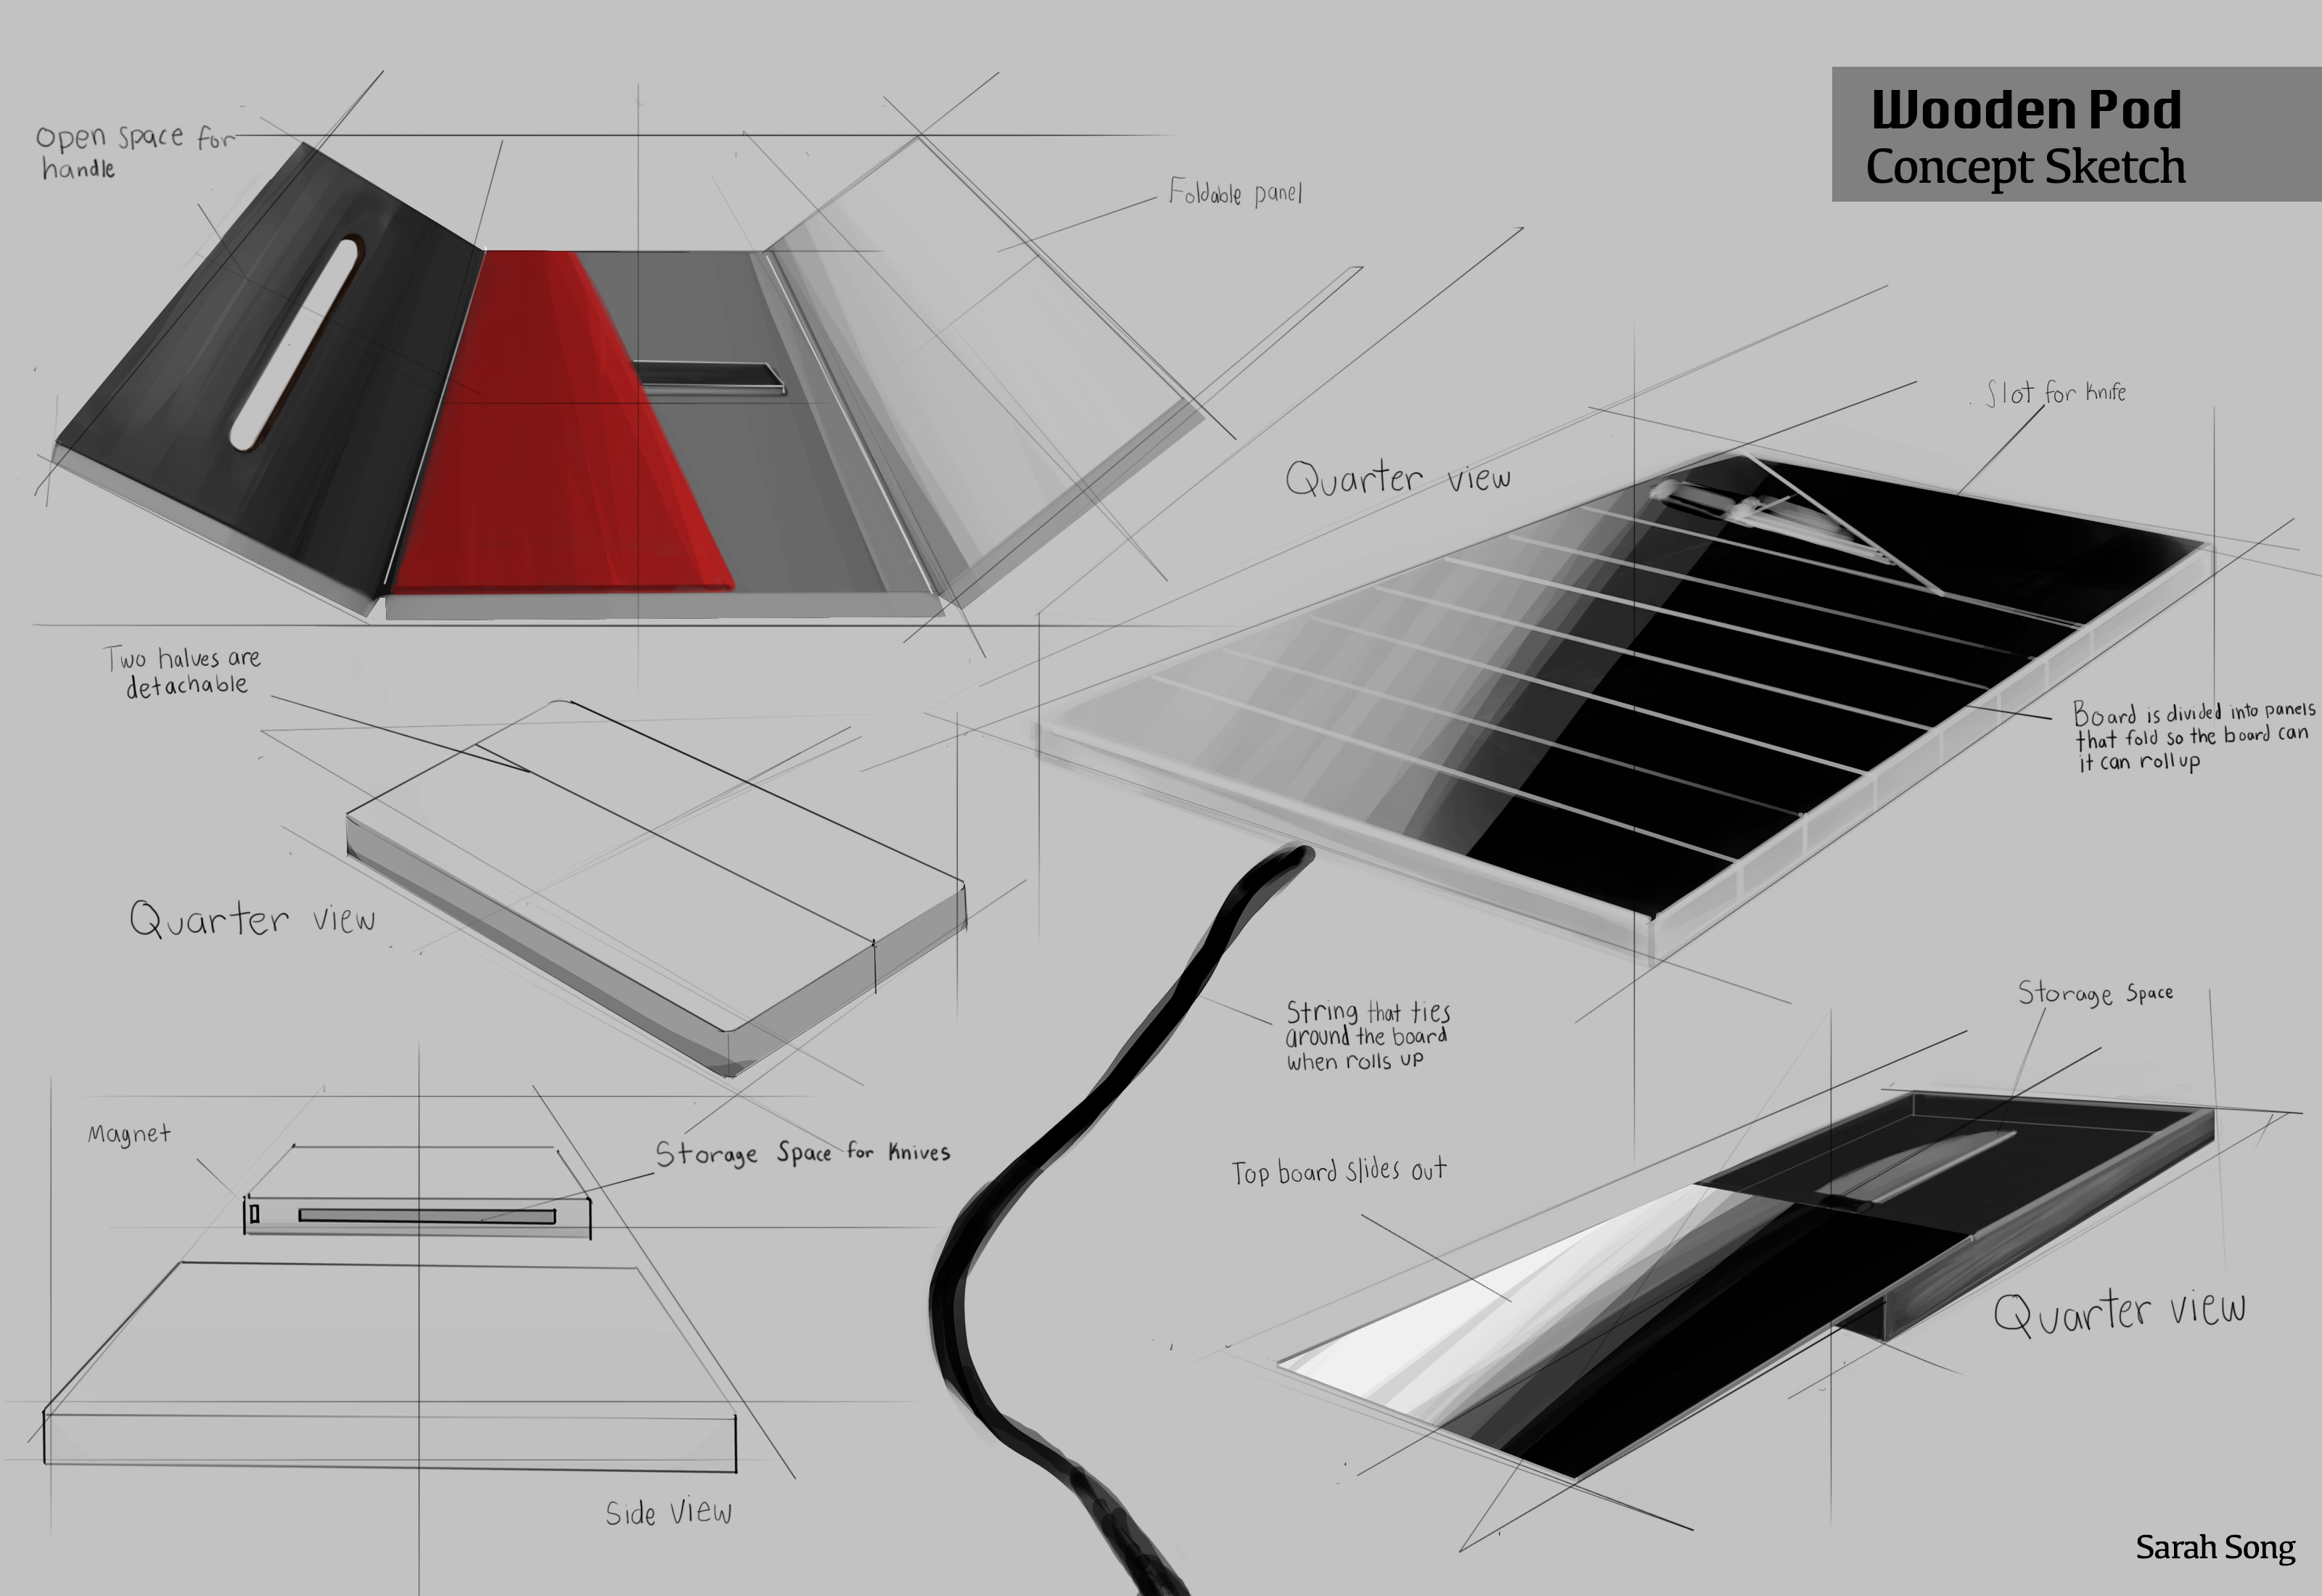 Wooden Pod
Concept Sketch
Open space for
handle
Foldable panel
Quarter view
Slot for knife
Two halves are
detachable
Board is divided into panels
that fold so the board can
it can roll up
Quarter view
String that ties
around the board
when rolls up
Storage Space
Magnet
Storage Space for Knives
Top board slides out
Quarter view
Side View
Sarah Song